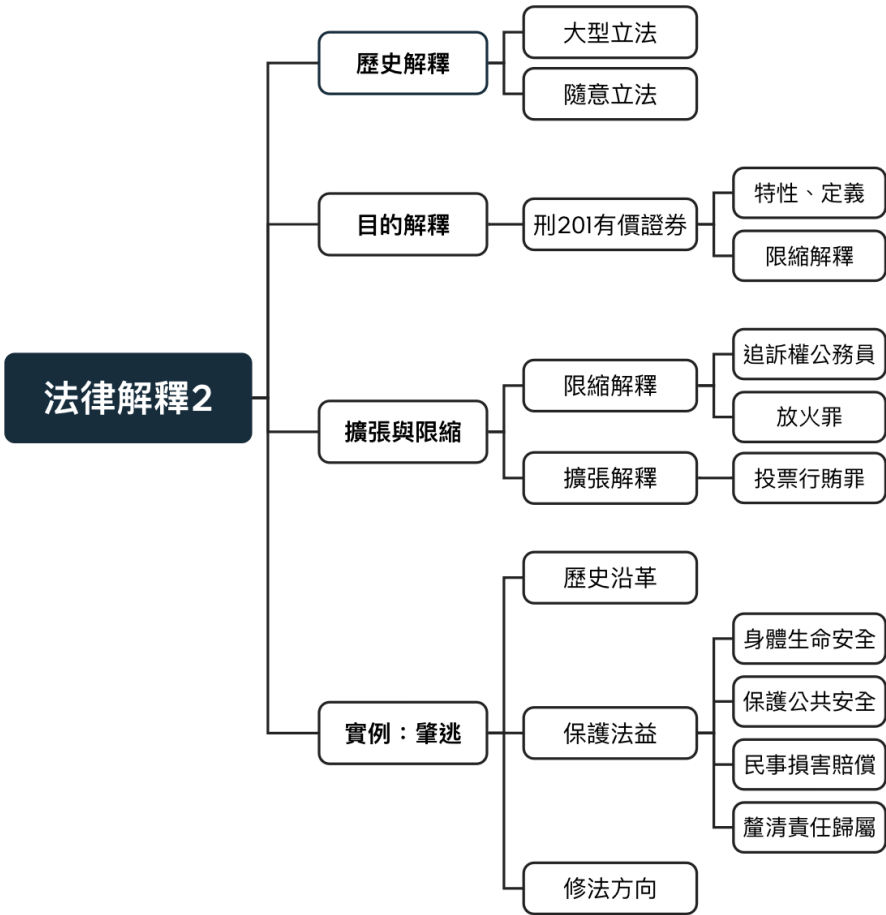 法律解釋2
歷史解釋
大型立法
隨意立法
目的解釋
刑201有價證券
特性、定義
限縮解釋
擴張與限縮
限縮解釋
追訴權公務員
放火罪
擴張解釋
投票行賄罪
實例：肇逃
歷史沿革
保護法益
身體生命安全
保護公共安全
民事損害賠償
釐清責任歸屬
修法方向